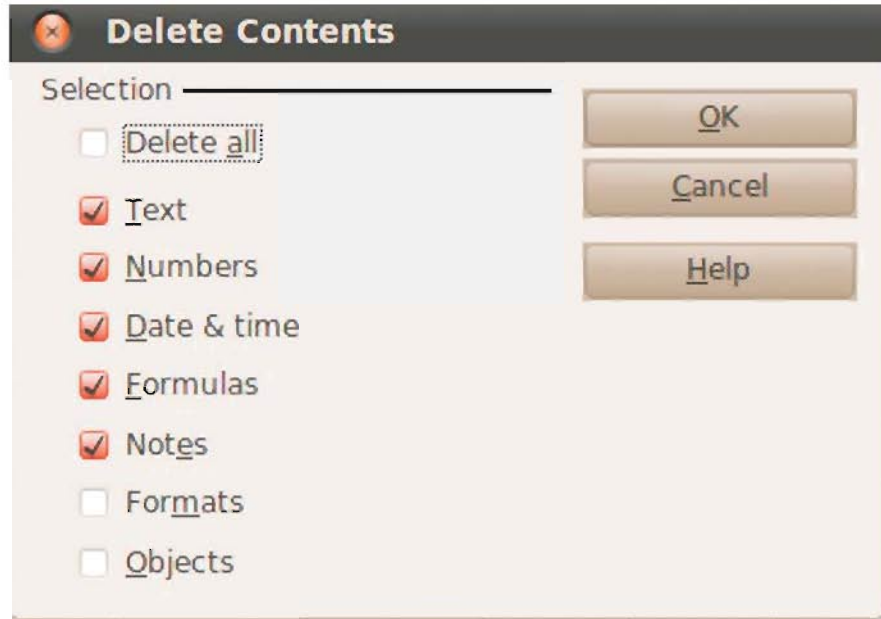 Delete Contents
Selection
Delete all
Text
Numbers
Date & time
Formulas
Notes
Formats
Objects
OK
Cancel
Help